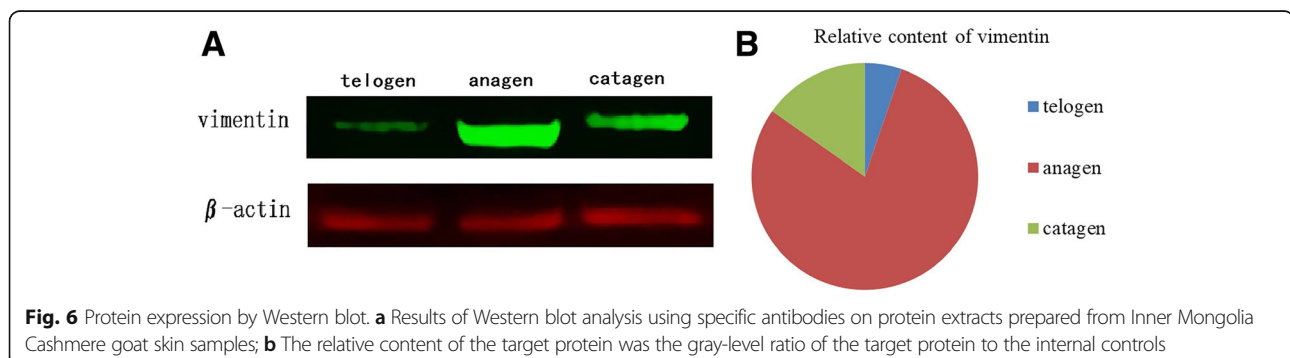 A
telogen anagen catagen
vimentin
β-actin
B
Relative content of vimentin
telogen
anagen
catagen
Fig. 6 Protein expression by Western blot. a Results of Western blot analysis using specific antibodies on protein extracts prepared from Inner Mongolia
Cashmere goat skin samples; b The relative content of the target protein was the gray-level ratio of the target protein to the internal controls